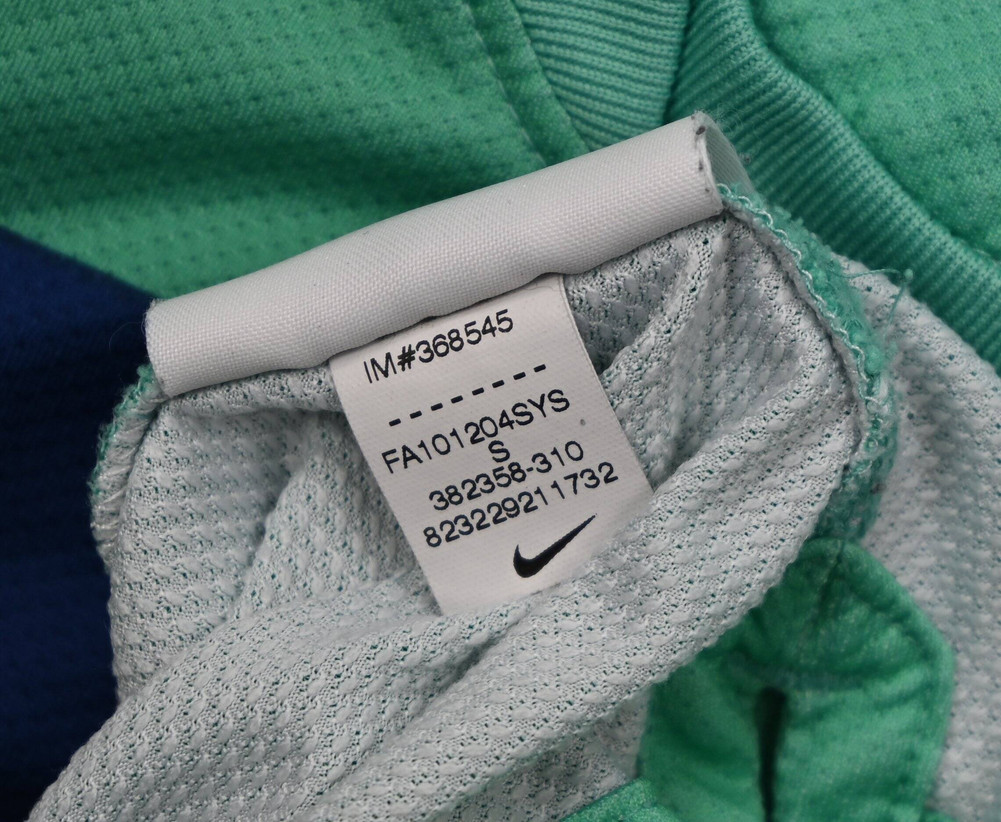 IM#368545
---------
FA101204SYS
S
382358-310
823229211732